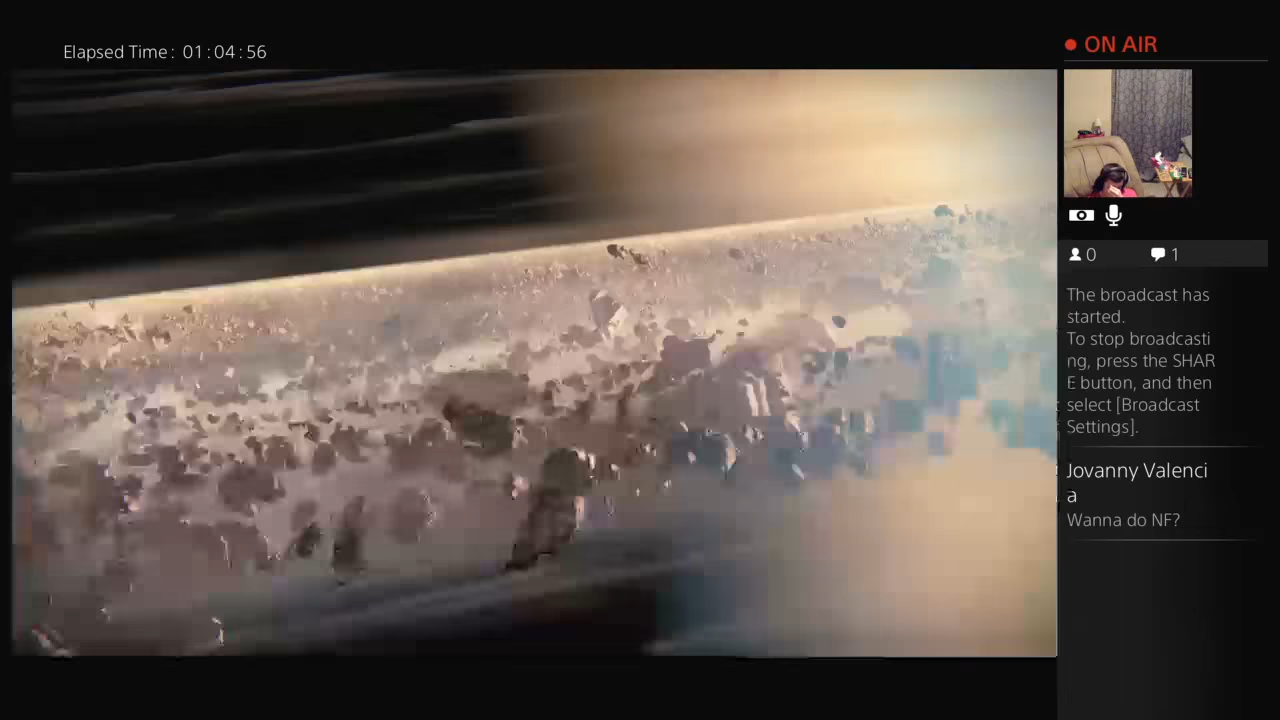 Elapsed Time: 01:04:56
ON AIR
0 1
The broadcast has
started.
To stop broadcasti
ng, press the SHAR
E button, and then
select [Broadcast
Settings].
Jovanny Valenci
a
Wanna do NF?